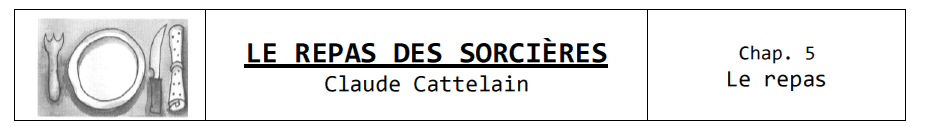 LE REPAS DES SORCIÈRES
Claude Cattelain
Chap. 5
Le repas